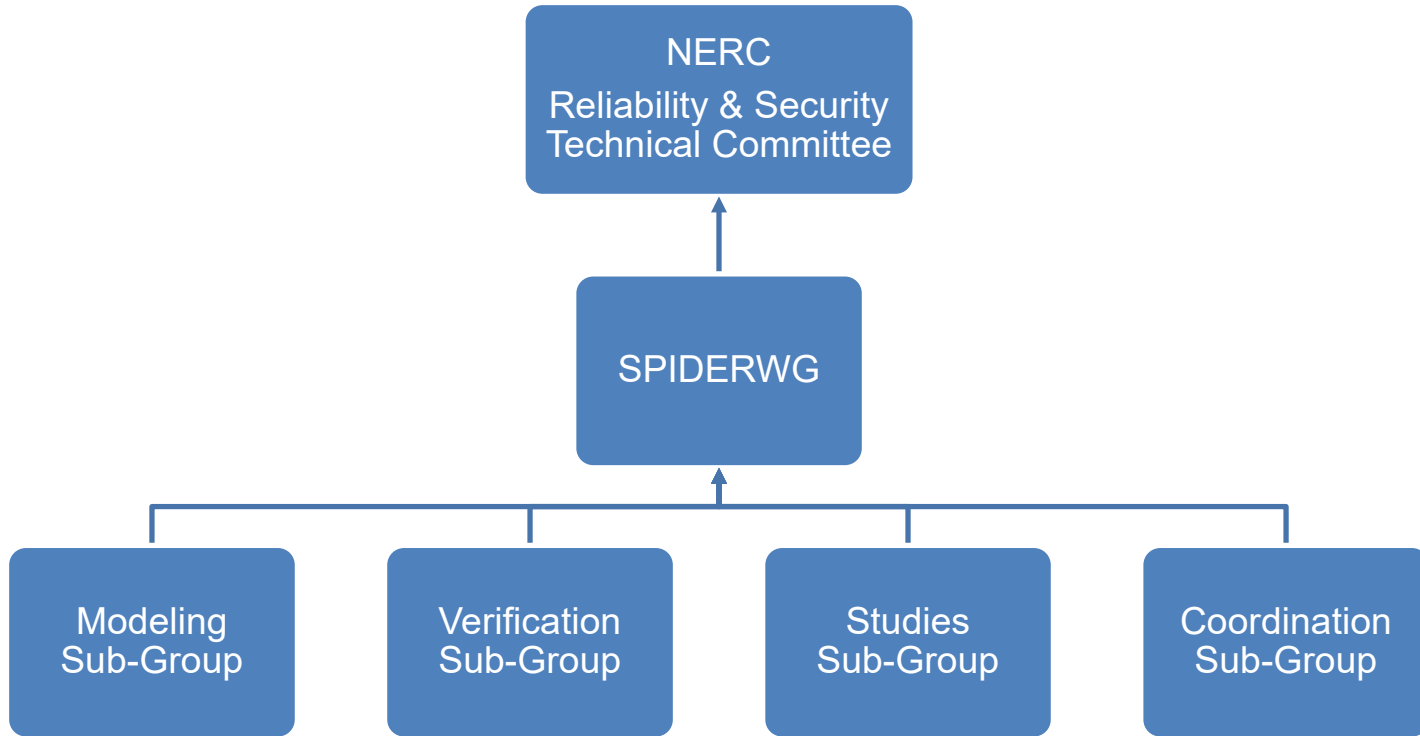 NERC
Reliability & Security
Technical Committee
SPIDERWG
Modeling
Sub-Group
Verification
Sub-Group
Studies
Sub-Group
Coordination
Sub-Group